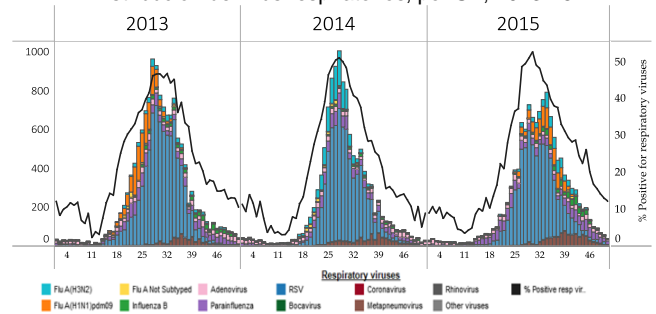 2013 2014 2015
1000 50
800 40
600 30
400 20
200 10
0 0
% Positive for respiratory viruses
4 11 18 25 32 39 46 4 11 18 25 32 39 46 4 11 18 25 32 39 46
Respiratory viruses
Flu A(H3N2) Flu A Not Subtyped Adenovirus RSV Coronavirus Rhinovirus % Positive resp vir..
Flu A(H1N1)pdm09 Influenza B Parainfluenza Bocavirus Metapneumovirus Other viruses